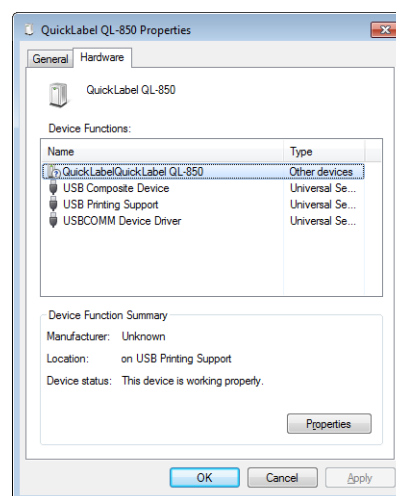 QuickLabel QL-850 Properties
General Hardware
QuickLabel QL-850
Device Functions:
Name Type
QuickLabelQuickLabel QL-850 Other devices
USB Composite Device Universal Se...
USB Printing Support Universal Se...
USBCOMM Device Driver Universal Se...
Device Function Summary
Manufacturer: Unknown
Location: on USB Printing Support
Device status: This device is working properly.
Properties
OK Cancel Apply